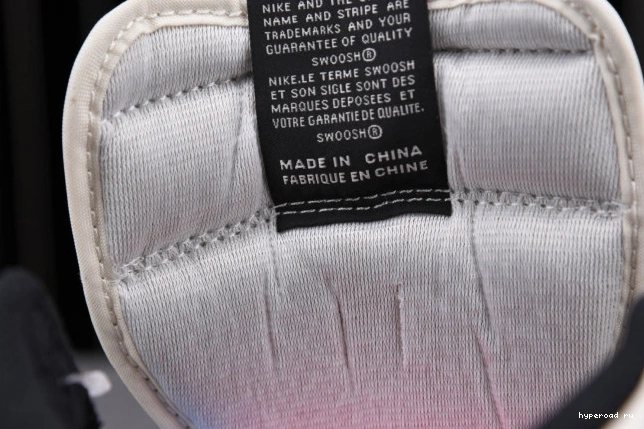 NIKE AND THE
NAME AND STRIPE ARE
TRADEMARKS AND YOUR
GUARANTEE OF QUALITY
SWOOSH®
NIKE.LE TERME SWOOSH
ET SON SIGLE SONT DES
MARQUES DEPOSEES ET
VOTRE GARANTIE DE QUALITE.
SWOOSH®
MADE IN CHINA
FABRIQUE EN CHINE
hyperoad.ru